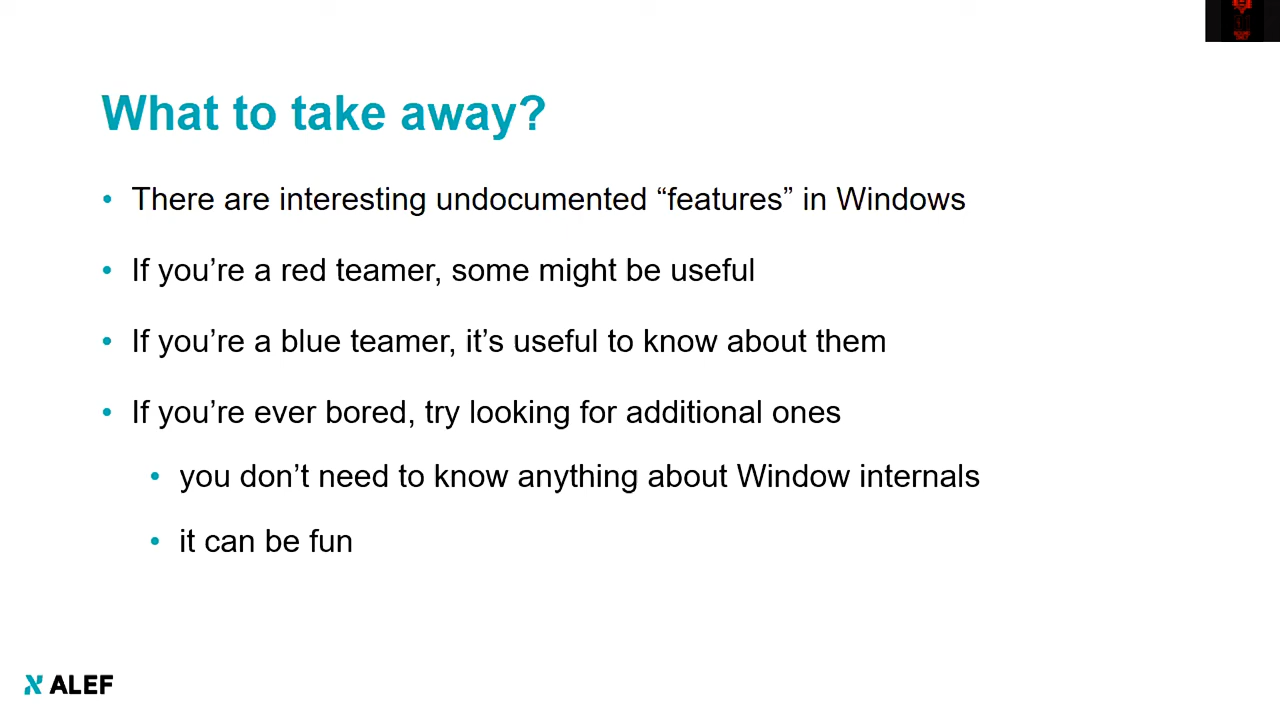 What to take away?
• There are interesting undocumented “features” in Windows
• If you’re a red teamer, some might be useful
• If you’re a blue teamer, it’s useful to know about them
• If you’re ever bored, try looking for additional ones
• you don’t need to know anything about Window internals
• it can be fun
ALEF